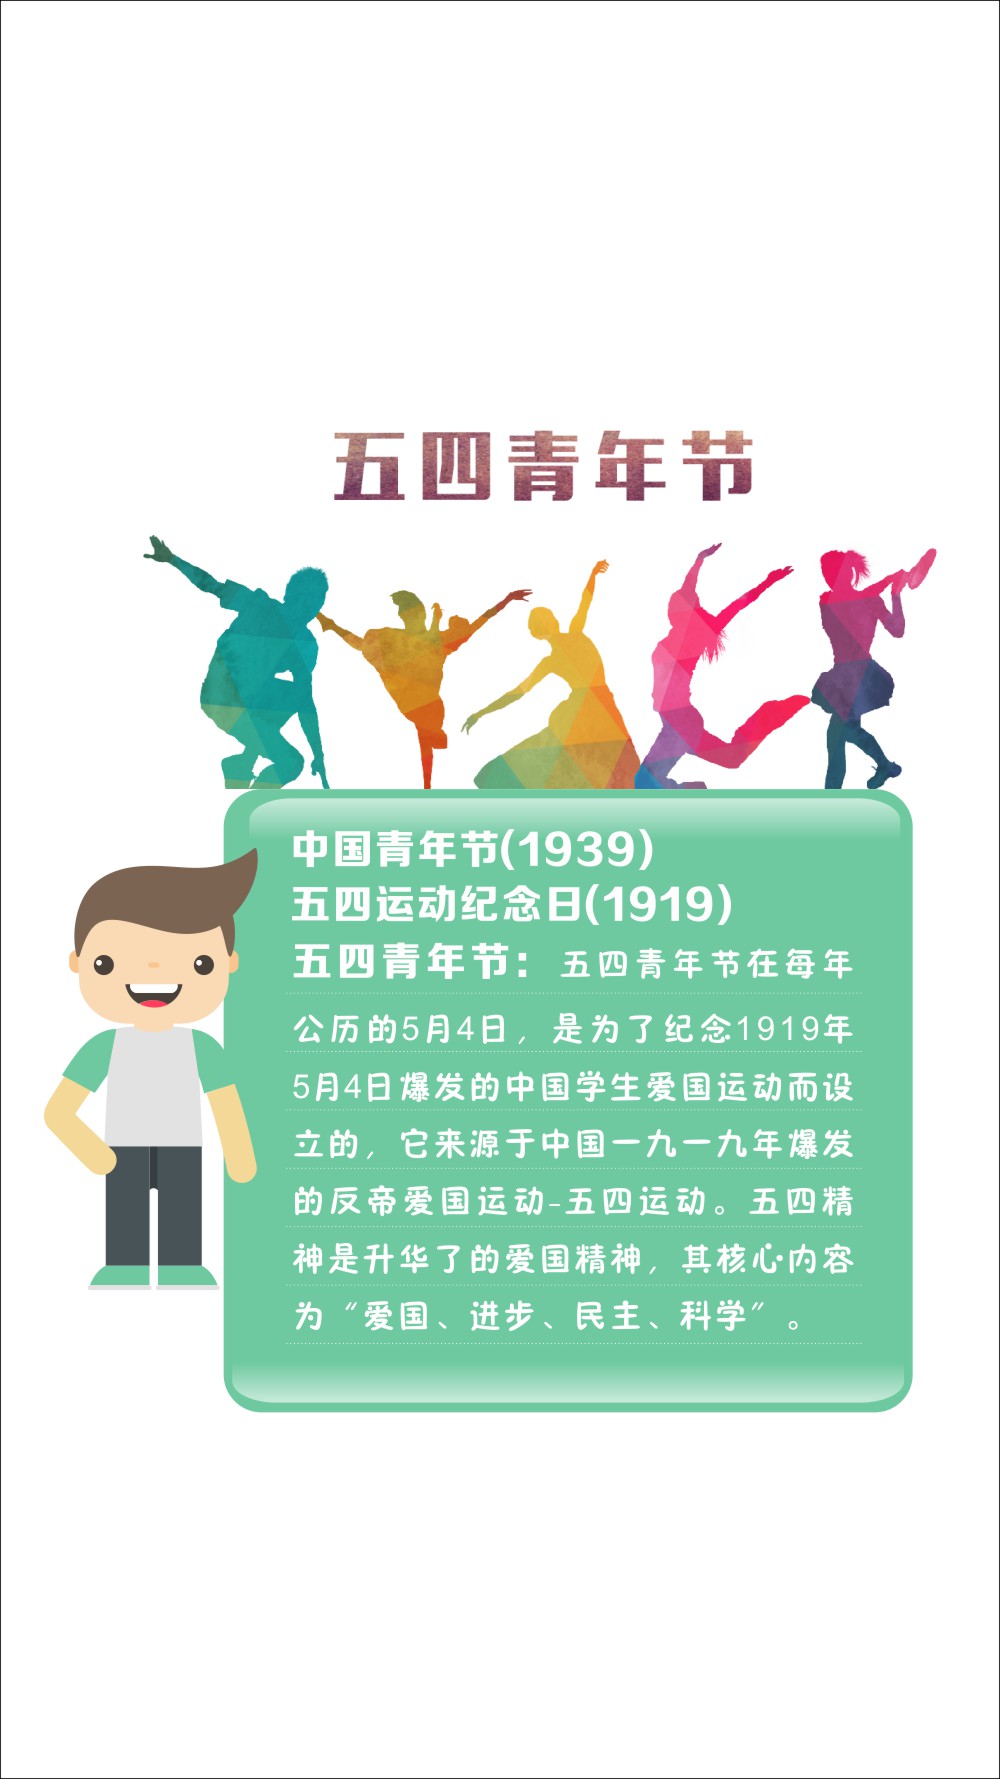 五四青年节
中国青年节(1939)
五四运动纪念日(1919)
五四青年节：五四青年节在每年
公历的5月4日，是为了纪念1919年
5月4日爆发的中国学生爱国运动而设
立的，它来源于中国一九一九年爆发
的反帝爱国运动-五四运动。五四精
神是升华了的爱国精神，其核心内容
为“爱国、进步、民主、科学”。